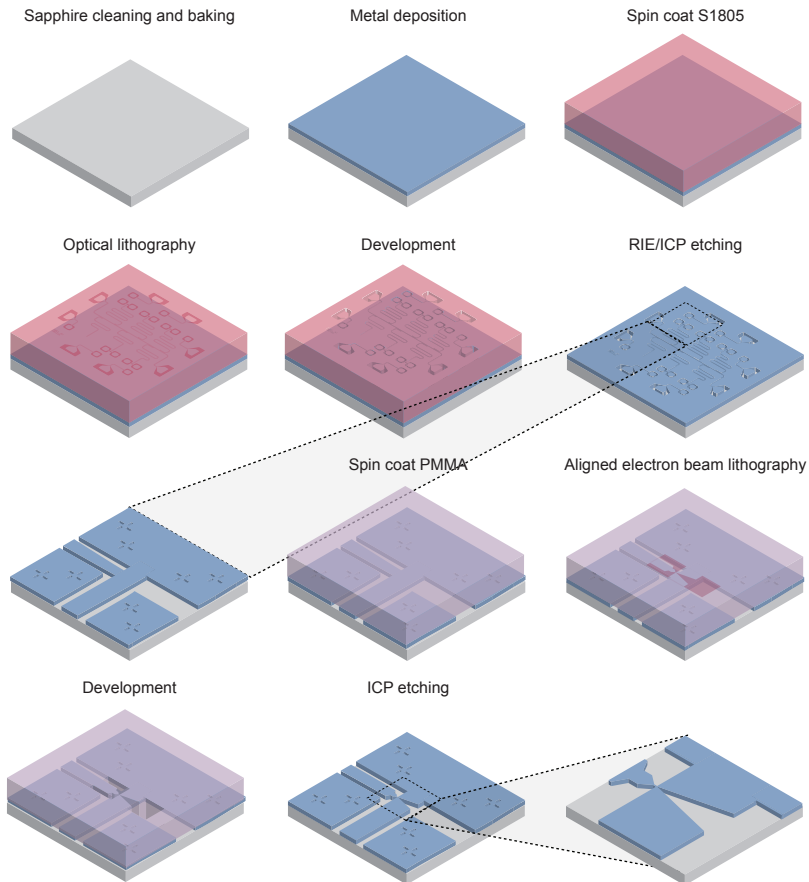 Sapphire cleaning and baking
Metal deposition
Spin coat S1805
Optical lithography
Development
RIE/ICP etching
Spin coat PMMA
Aligned electron beam lithography
Development
ICP etching